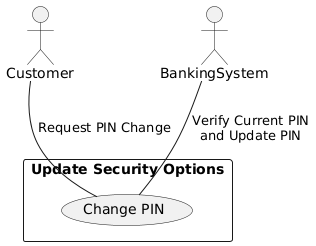 Customer
BankingSystem
Request PIN Change
Verify Current PIN
and Update PIN
Update Security Options
Change PIN